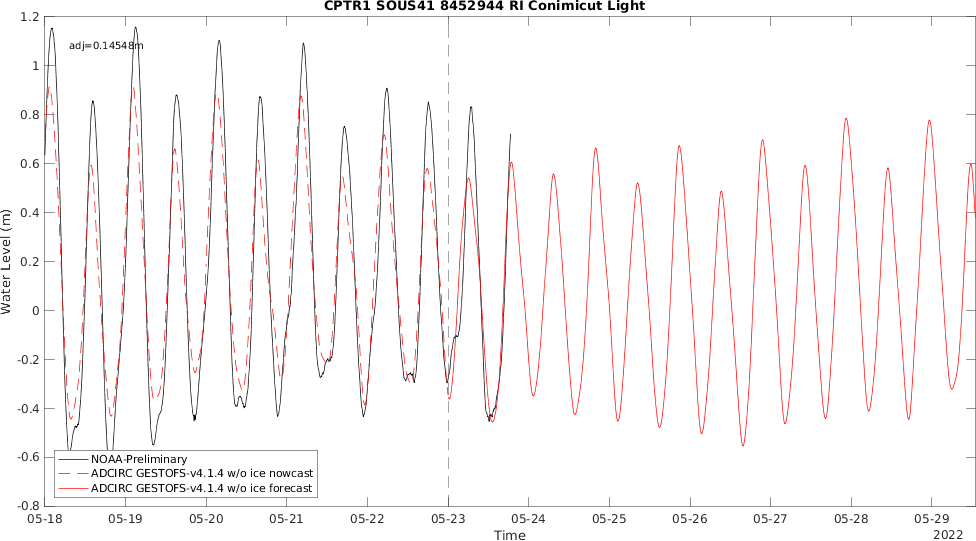 CPTR1 SOUS41 8452944 RI Conimicut Light
adj=0.14548m
Water Level (m)
1.2
1
0.8
0.6
0.4
0.2
0
-0.2
-0.4
-0.6
-0.8
NOAA-Preliminary
ADCIRC GESTOFS-v4.1.4 w/o ice nowcast
ADCIRC GESTOFS-v4.1.4 w/o ice forecast
05-18 05-19 05-20 05-21 05-22 05-23 05-24 05-25 05-26 05-27 05-28 05-29
Time
2022